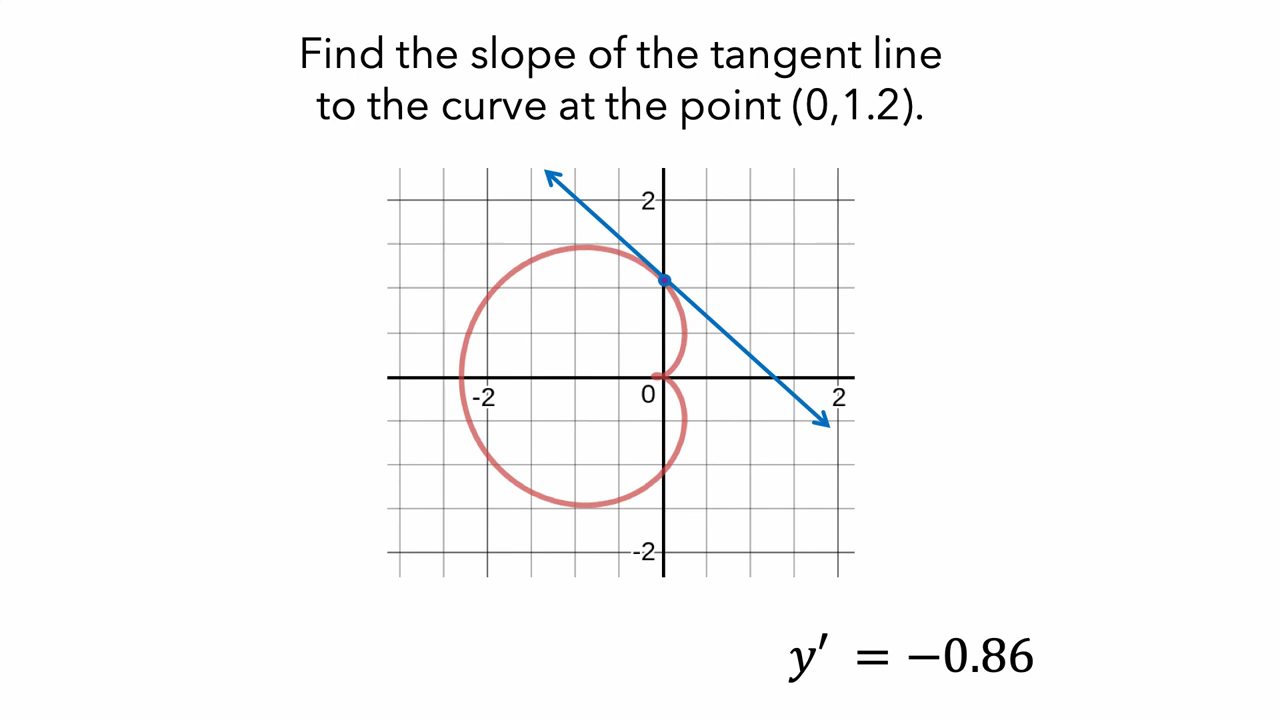 Find the slope of the tangent line
to the curve at the point (0,1.2).
2
-2
0
2
-2
y′ = −0.86